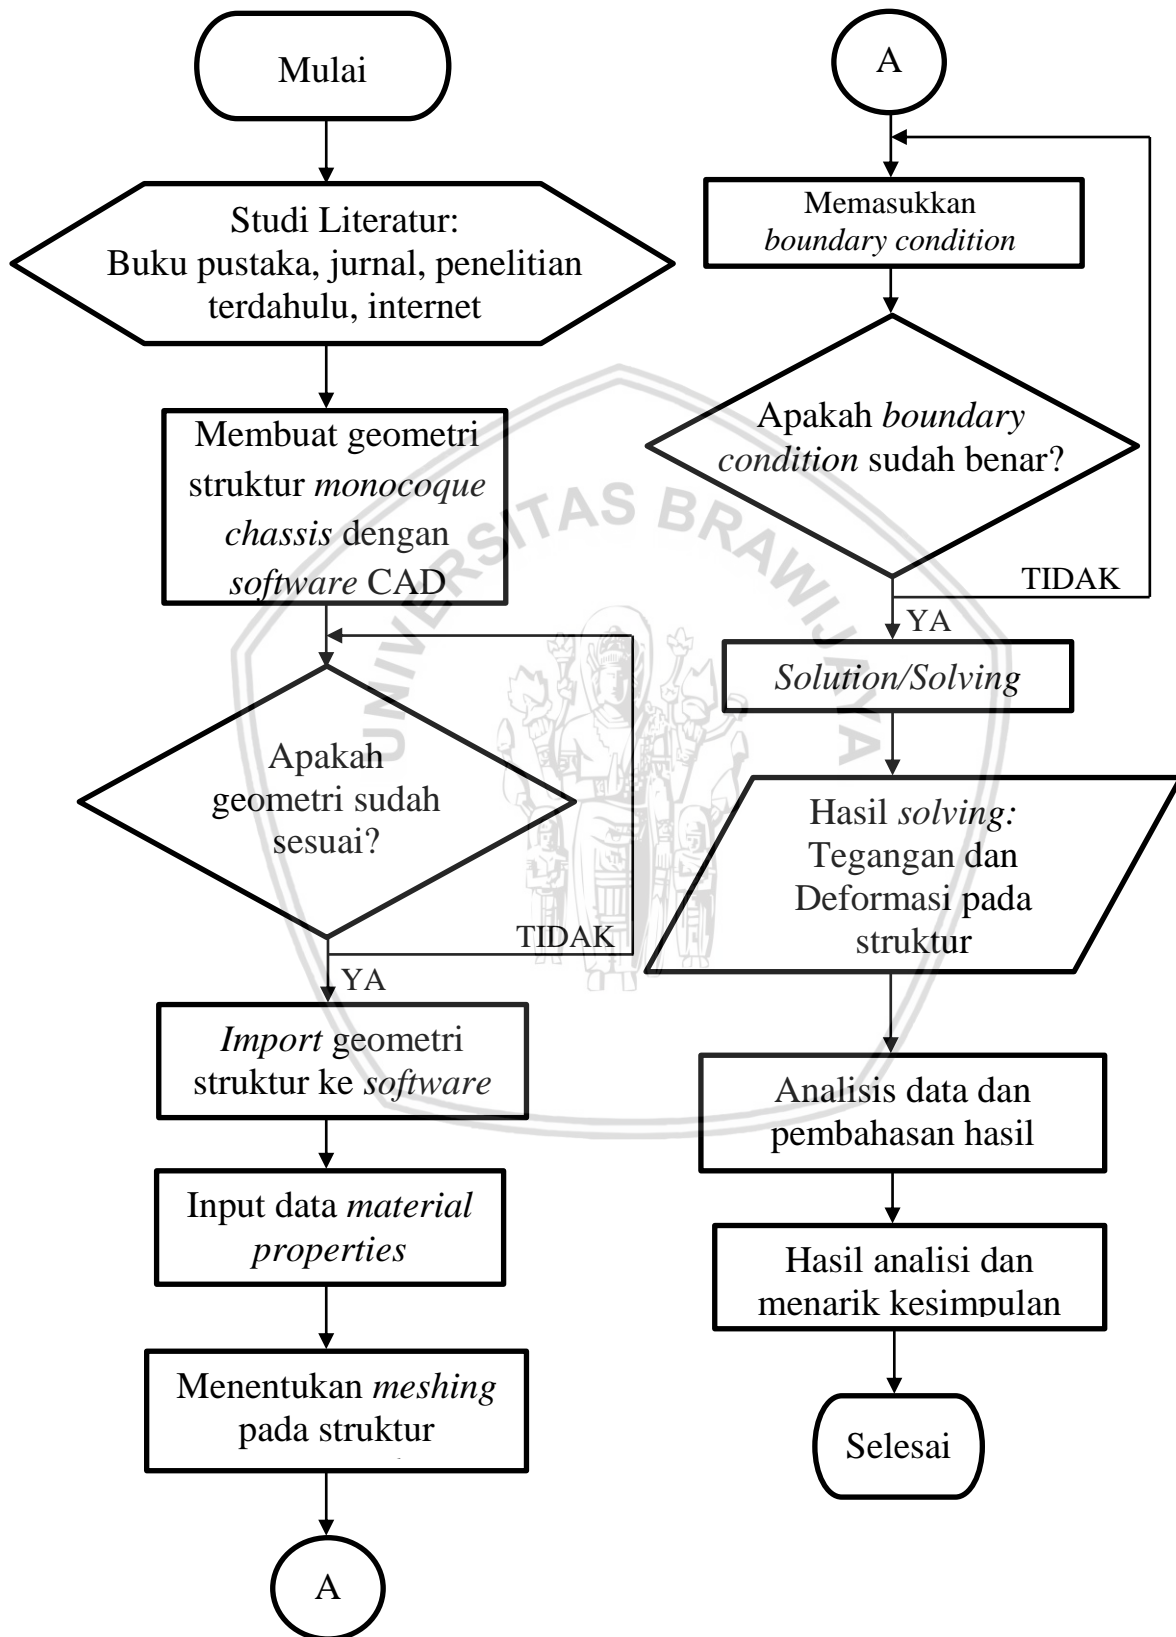 Mulai
Studi Literatur:
Buku pustaka, jurnal, penelitian
terdahulu, internet
Membuat geometri
struktur monocoque
chassis dengan
software CAD
Apakah
geometri sudah
sesuai?
TIDAK
YA
Import geometri
struktur ke software
Input data material
properties
Menentukan meshing
pada struktur
A
A
Memasukkan
boundary condition
Apakah boundary
condition sudah benar?
TIDAK
YA
Solution/Solving
Hasil solving:
Tegangan dan
Deformasi pada
struktur
Analisis data dan
pembahasan hasil
Hasil analisi dan
menarik kesimpulan
Selesai
UNIVERSITAS BRAWIJAYA